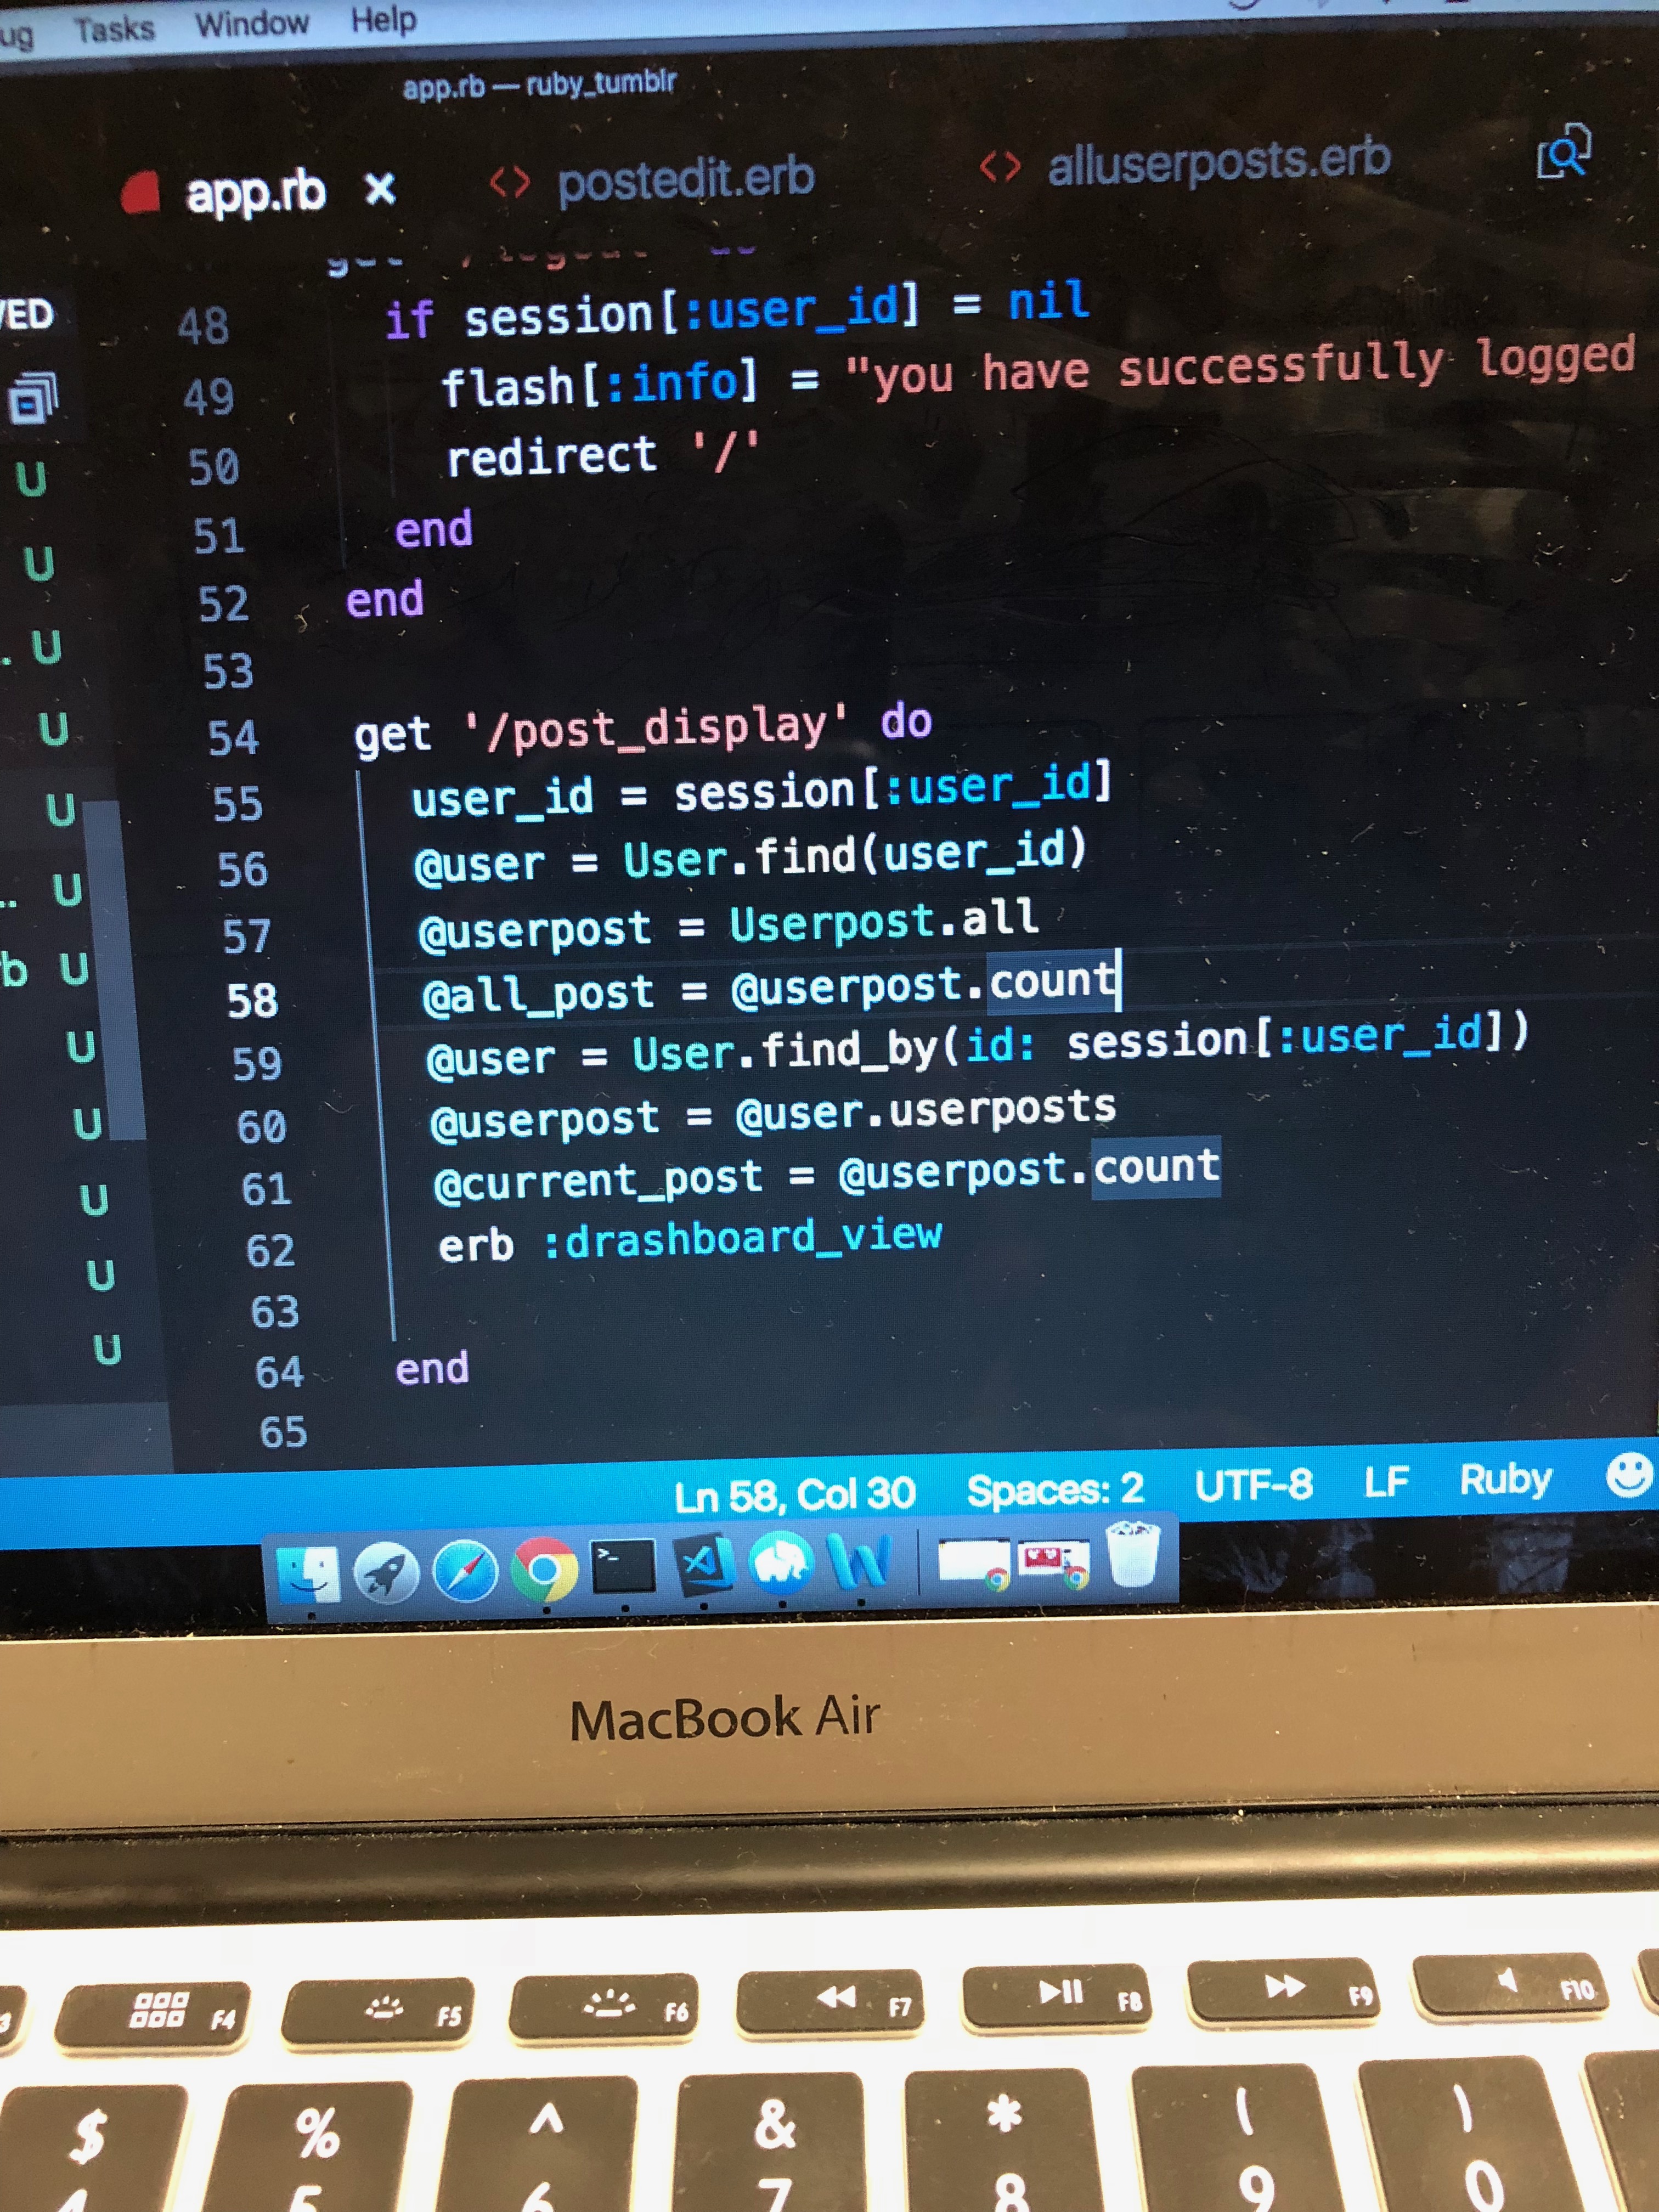 ug Tasks Window Help
app.rb — ruby_tumblr
app.rb × <> postedit.erb <> alluserposts.erb
VED
48 if session[:user_id] = nil
49 flash[:info] = "you have successfully logged
50 redirect '/'
51 end
52 end
53
54 get '/post_display' do
55 user_id = session[:user_id]
56 @user = User.find(user_id)
57 @userpost = Userpost.all
58 @all_post = @userpost.count
59 @user = User.find_by(id: session[:user_id])
60 @userpost = @user.userposts
61 @current_post = @userpost.count
62 erb :drashboard_view
63
64 end
65
U
U
. U
U
U
.. U
b U
U
U
U
U
U
Ln 58, Col 30 Spaces: 2 UTF-8 LF Ruby
MacBook Air
F4 F5 F6 F7 F8 F9 F10
$ % ^ & * ( )
4 5 6 7 8 9 0